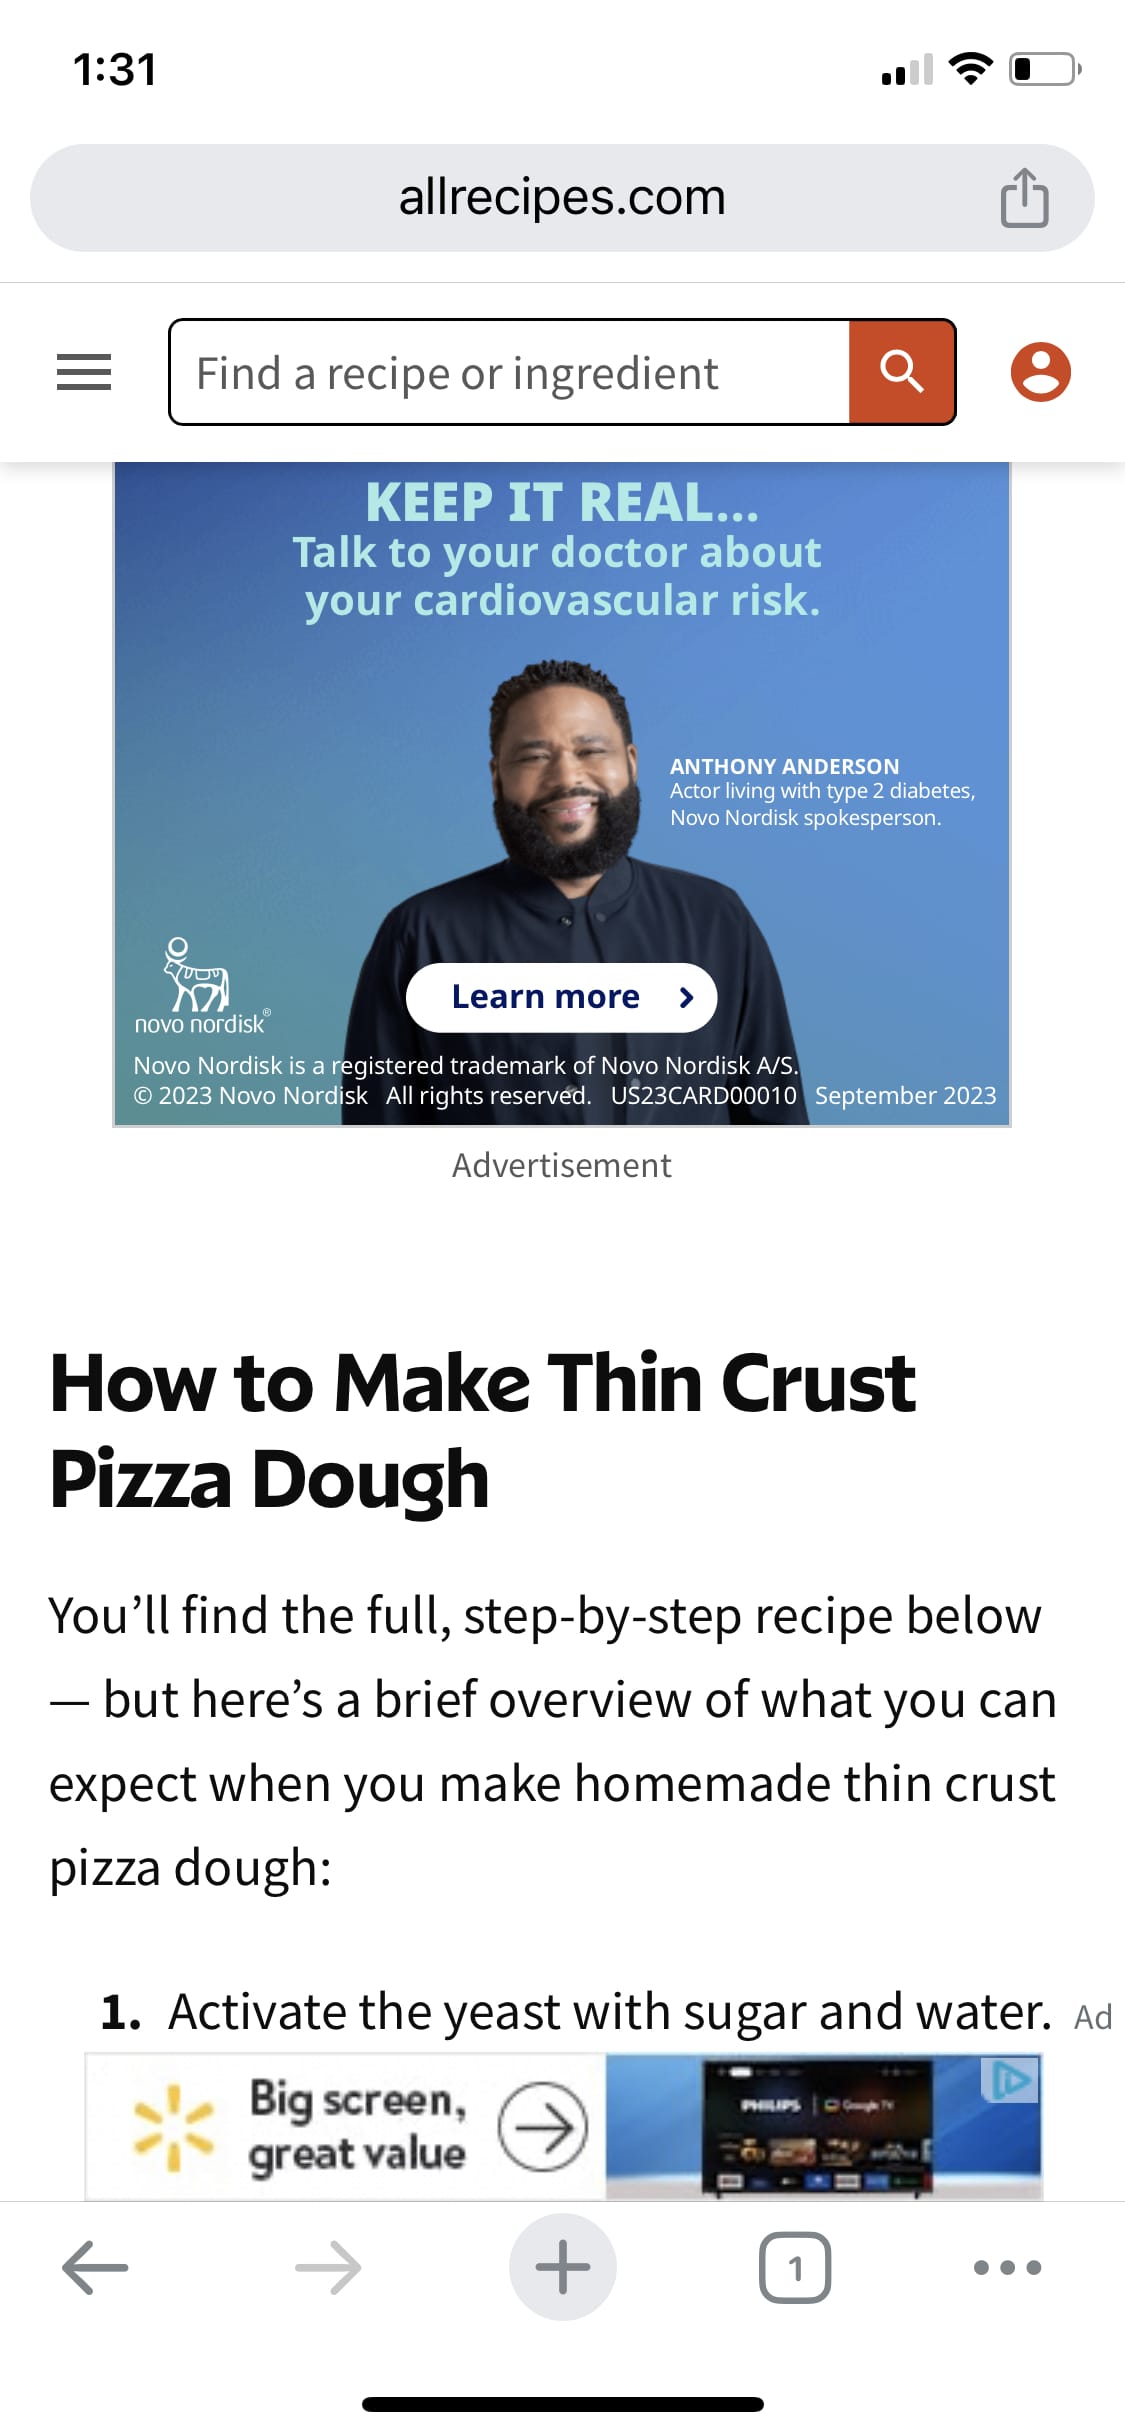 1:31
allrecipes.com
Find a recipe or ingredient
KEEP IT REAL...
Talk to your doctor about
your cardiovascular risk.
ANTHONY ANDERSON
Actor living with type 2 diabetes,
Novo Nordisk spokesperson.
novo nordisk®
Learn more
Novo Nordisk is a registered trademark of Novo Nordisk A/S.
© 2023 Novo Nordisk All rights reserved. US23CARD00010 September 2023
Advertisement
How to Make Thin Crust
Pizza Dough
You’ll find the full, step-by-step recipe below
— but here’s a brief overview of what you can
expect when you make homemade thin crust
pizza dough:
1. Activate the yeast with sugar and water. Ad
Big screen,
great value
PHILIPS | Google TV
1